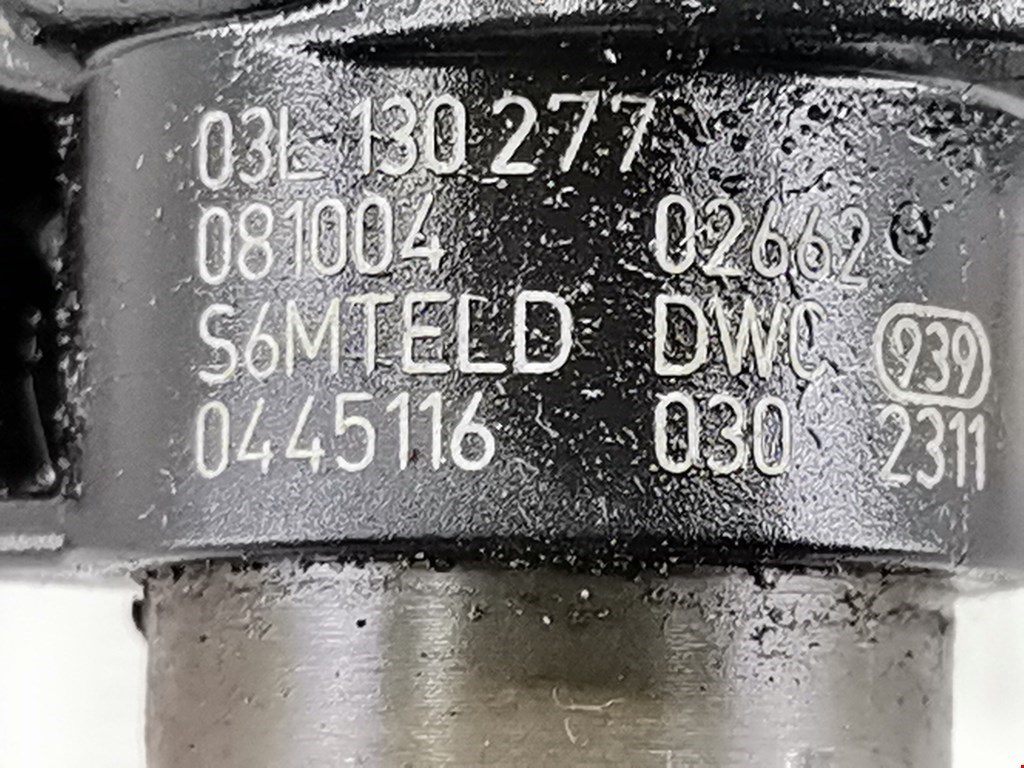 03L 130 277
081004 02662
S6MTELD DWC 939
0445116 030 2311